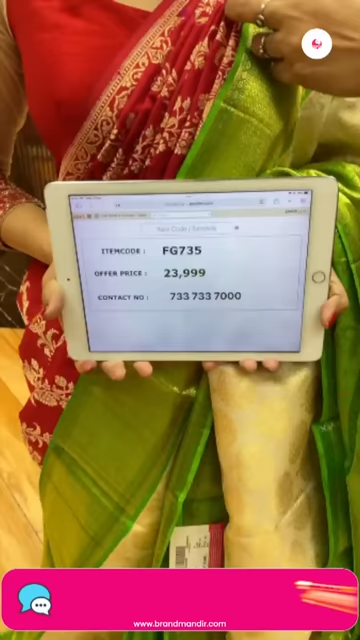 ITEMCODE : FG735
OFFER PRICE : 23,999
CONTACT NO : 733 733 7000
www.brandmandir.com